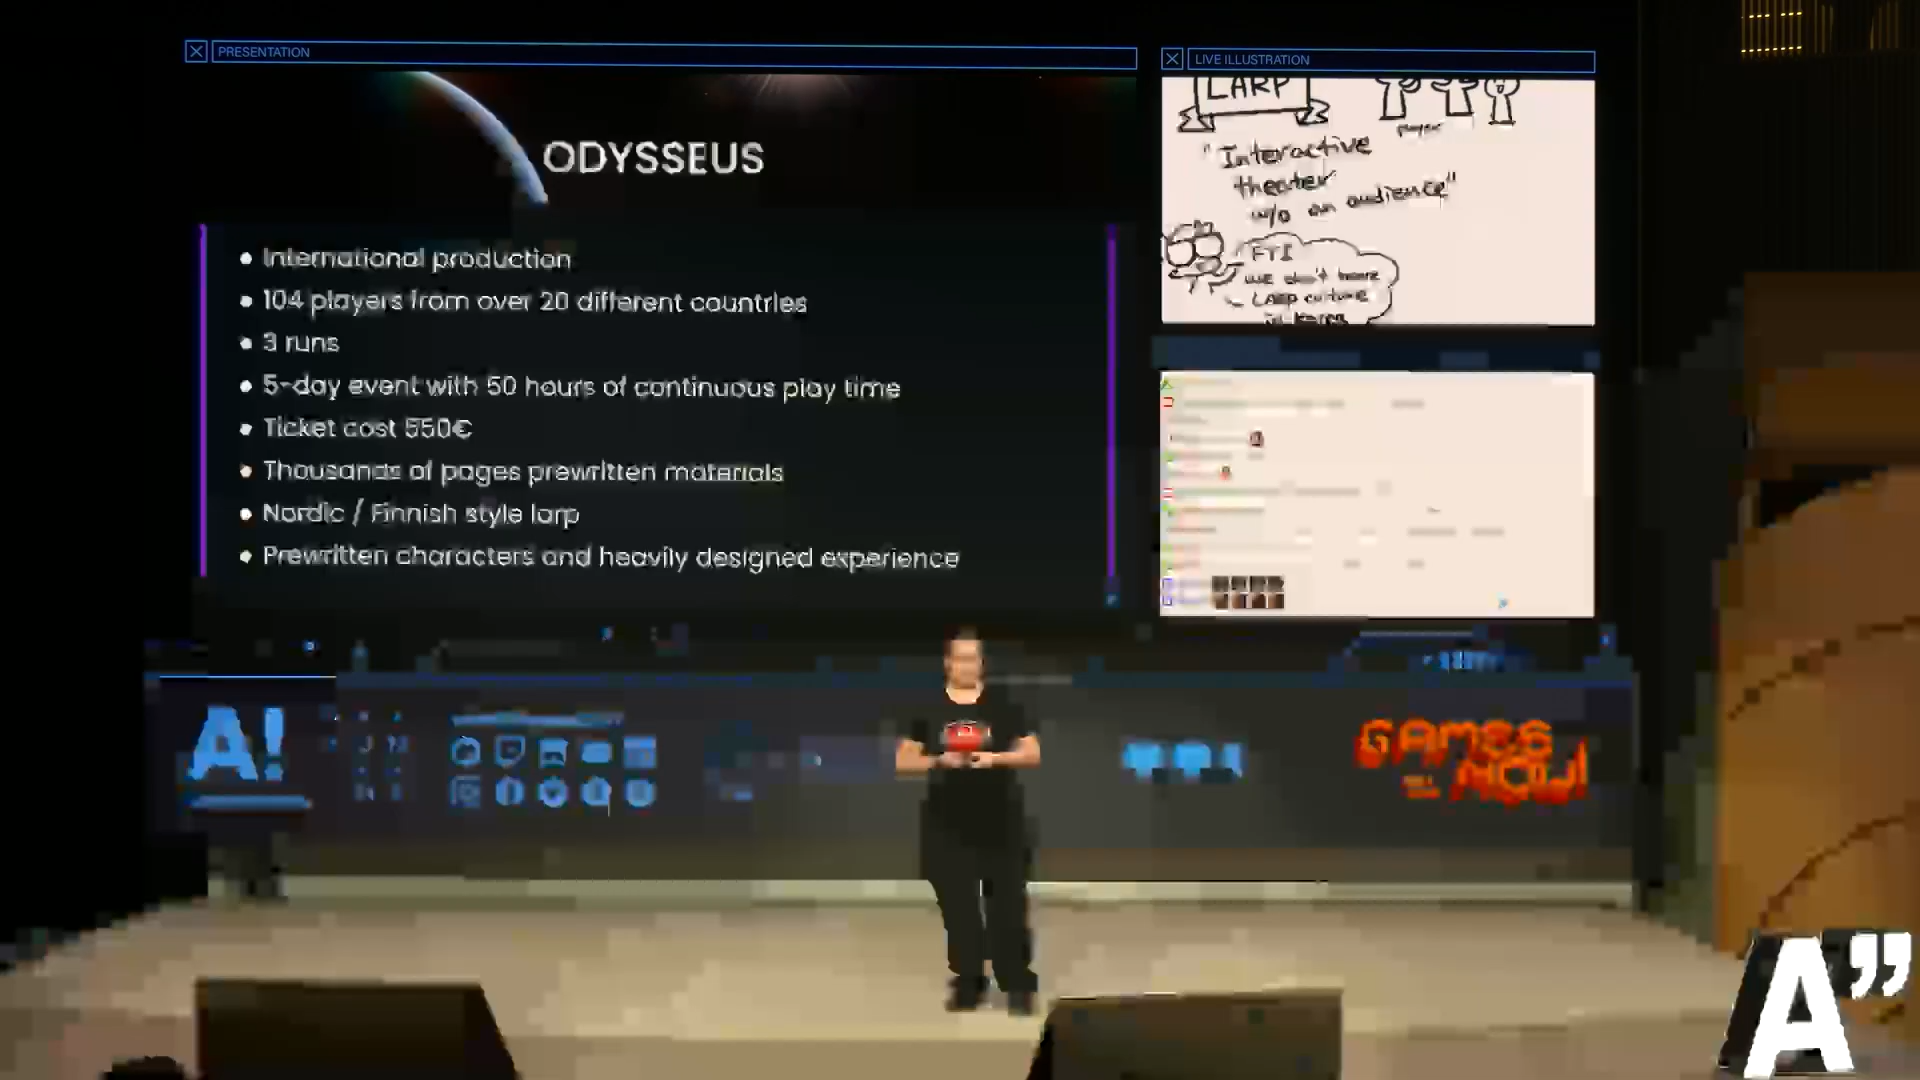 PRESENTATION
ODYSSEUS
International production
104 players from over 20 different countries
3 runs
5-day event with 50 hours of continuous play time
Ticket cost 550€
Thousands of pages prewritten materials
Nordic / Finnish style larp
Prewritten characters and heavily designed experience
LIVE ILLUSTRATION
LARP
player
"Interactive
theater
w/o an audience"
FYI
we don't have
LARP culture
in Korea
A!
GAMES
NOW!
A”